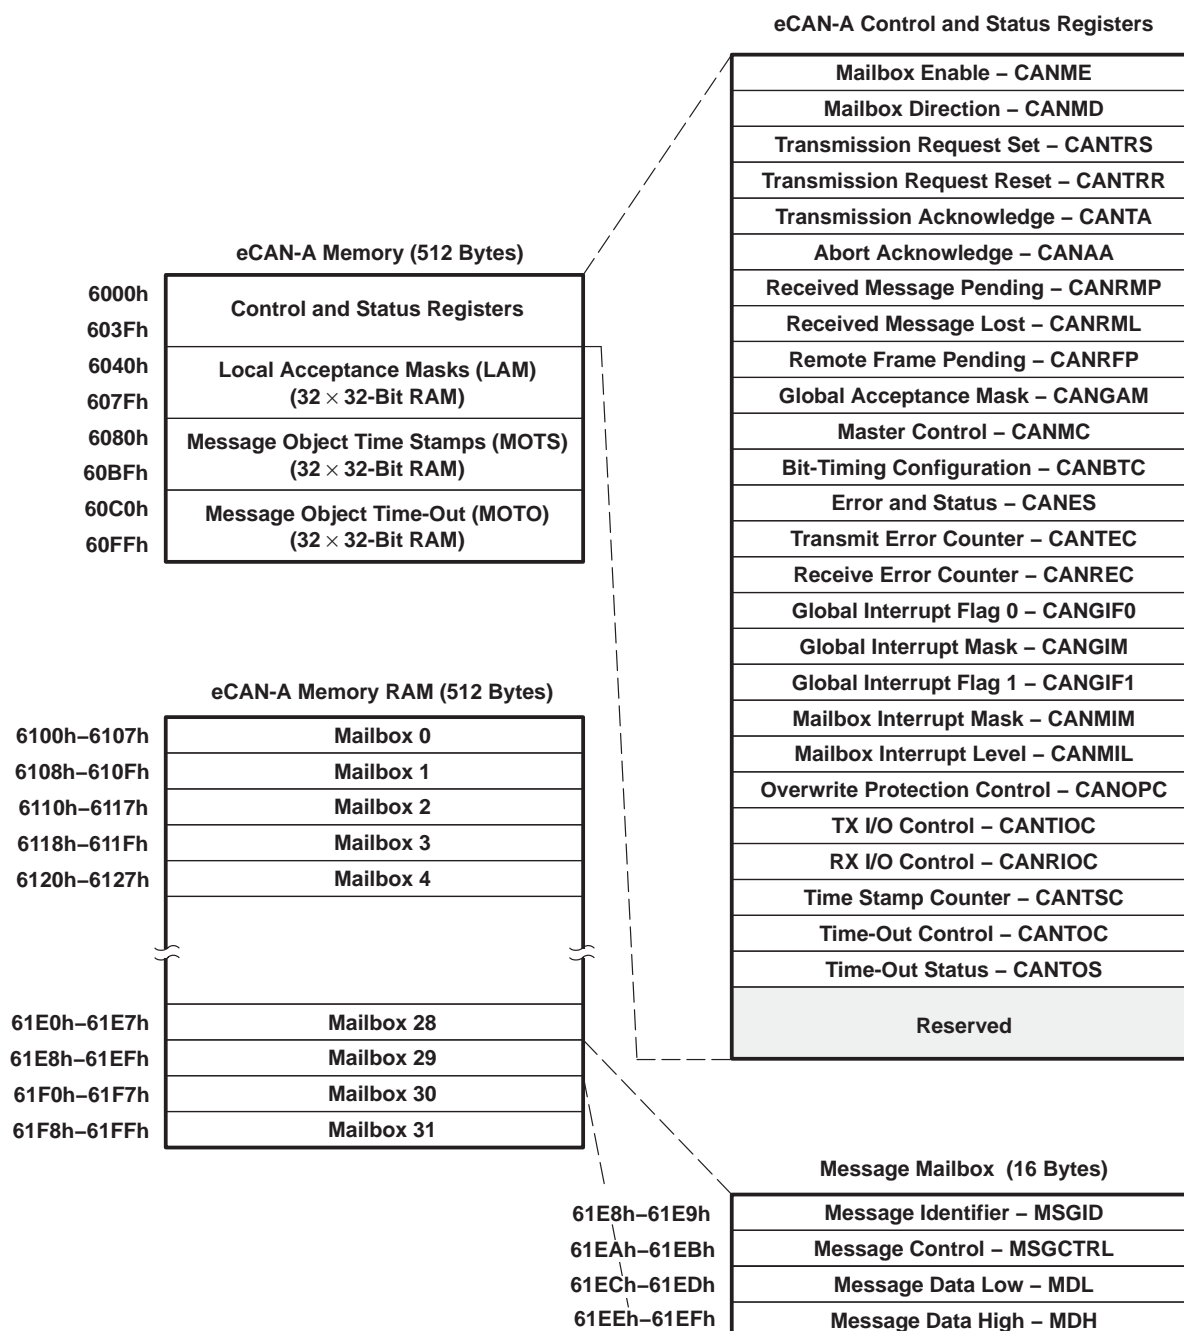 eCAN-A Control and Status Registers
Mailbox Enable – CANME
Mailbox Direction – CANMD
Transmission Request Set – CANTRS
Transmission Request Reset – CANTRR
Transmission Acknowledge – CANTA
Abort Acknowledge – CANAA
Received Message Pending – CANRMP
Received Message Lost – CANRML
Remote Frame Pending – CANRFP
Global Acceptance Mask – CANGAM
Master Control – CANMC
Bit-Timing Configuration – CANBTC
Error and Status – CANES
Transmit Error Counter – CANTEC
Receive Error Counter – CANREC
Global Interrupt Flag 0 – CANGIF0
Global Interrupt Mask – CANGIM
Global Interrupt Flag 1 – CANGIF1
Mailbox Interrupt Mask – CANMIM
Mailbox Interrupt Level – CANMIL
Overwrite Protection Control – CANOPC
TX I/O Control – CANTIOC
RX I/O Control – CANRIOC
Time Stamp Counter – CANTSC
Time-Out Control – CANTOC
Time-Out Status – CANTOS
Reserved
eCAN-A Memory (512 Bytes)
6000h
Control and Status Registers
603Fh
6040h
Local Acceptance Masks (LAM)
(32 × 32-Bit RAM)
607Fh
6080h
Message Object Time Stamps (MOTS)
(32 × 32-Bit RAM)
60BFh
60C0h
Message Object Time-Out (MOTO)
(32 × 32-Bit RAM)
60FFh
eCAN-A Memory RAM (512 Bytes)
6100h–6107h Mailbox 0
6108h–610Fh Mailbox 1
6110h–6117h Mailbox 2
6118h–611Fh Mailbox 3
6120h–6127h Mailbox 4
61E0h–61E7h Mailbox 28
61E8h–61EFh Mailbox 29
61F0h–61F7h Mailbox 30
61F8h–61FFh Mailbox 31
Message Mailbox (16 Bytes)
61E8h–61E9h Message Identifier – MSGID
61EAh–61EBh Message Control – MSGCTRL
61ECh–61EDh Message Data Low – MDL
61EEh–61EFh Message Data High – MDH